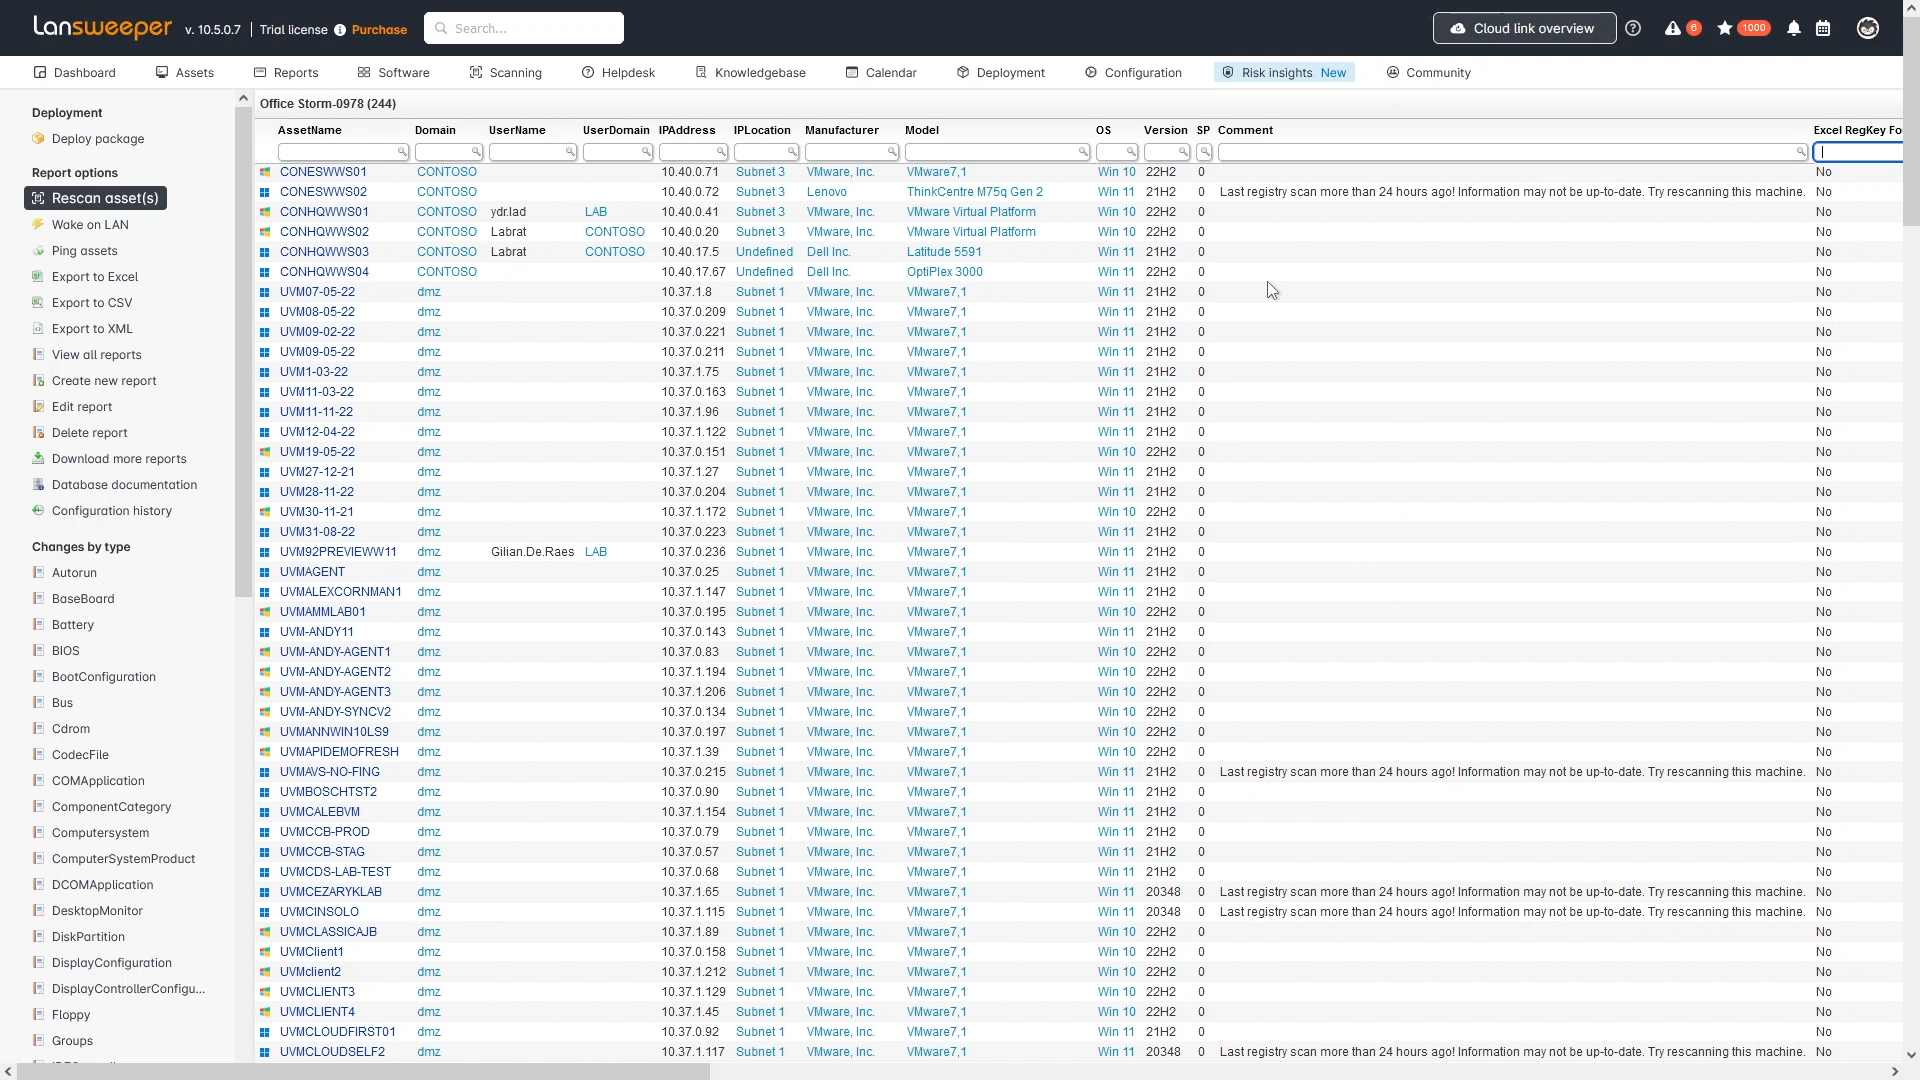 Lansweeper v. 10.5.0.7 | Trial license Purchase Search... Cloud link overview 6 1000
Dashboard Assets Reports Software Scanning Helpdesk Knowledgebase Calendar Deployment Configuration Risk insights New Community
Deployment
Deploy package
Report options
Rescan asset(s)
Wake on LAN
Ping assets
Export to Excel
Export to CSV
Export to XML
View all reports
Create new report
Edit report
Delete report
Download more reports
Database documentation
Configuration history
Changes by type
Autorun
BaseBoard
Battery
BIOS
BootConfiguration
Bus
Cdrom
CodecFile
COMApplication
ComponentCategory
Computersystem
ComputerSystemProduct
DCOMApplication
DesktopMonitor
DiskPartition
DisplayConfiguration
DisplayControllerConfigu...
Floppy
Groups
Office Storm-0978 (244)
AssetName Domain UserName UserDomain IPAddress IPLocation Manufacturer Model OS Version SP Comment Excel RegKey Fo
CONESWWS01 CONTOSO 10.40.0.71 Subnet 3 VMware, Inc. VMware7,1 Win 10 22H2 0 No
CONESWWS02 CONTOSO 10.40.0.72 Subnet 3 Lenovo ThinkCentre M75q Gen 2 Win 11 21H2 0 Last registry scan more than 24 hours ago! Information may not be up-to-date. Try rescanning this machine. No
CONHQWWS01 CONTOSO ydr.lad LAB 10.40.0.41 Subnet 3 VMware, Inc. VMware Virtual Platform Win 10 22H2 0 No
CONHQWWS02 CONTOSO Labrat CONTOSO 10.40.0.20 Subnet 3 VMware, Inc. VMware Virtual Platform Win 10 22H2 0 No
CONHQWWS03 CONTOSO Labrat CONTOSO 10.40.17.5 Undefined Dell Inc. Latitude 5591 Win 11 21H2 0 No
CONHQWWS04 CONTOSO 10.40.17.67 Undefined Dell Inc. OptiPlex 3000 Win 11 22H2 0 No
UVM07-05-22 dmz 10.37.1.8 Subnet 1 VMware, Inc. VMware7,1 Win 11 21H2 0 No
UVM08-05-22 dmz 10.37.0.209 Subnet 1 VMware, Inc. VMware7,1 Win 11 21H2 0 No
UVM09-02-22 dmz 10.37.0.221 Subnet 1 VMware, Inc. VMware7,1 Win 11 21H2 0 No
UVM09-05-22 dmz 10.37.0.211 Subnet 1 VMware, Inc. VMware7,1 Win 11 21H2 0 No
UVM1-03-22 dmz 10.37.1.75 Subnet 1 VMware, Inc. VMware7,1 Win 11 21H2 0 No
UVM11-03-22 dmz 10.37.0.163 Subnet 1 VMware, Inc. VMware7,1 Win 11 21H2 0 No
UVM11-11-22 dmz 10.37.1.96 Subnet 1 VMware, Inc. VMware7,1 Win 11 21H2 0 No
UVM12-04-22 dmz 10.37.1.122 Subnet 1 VMware, Inc. VMware7,1 Win 11 21H2 0 No
UVM19-05-22 dmz 10.37.0.151 Subnet 1 VMware, Inc. VMware7,1 Win 10 22H2 0 No
UVM27-12-21 dmz 10.37.1.27 Subnet 1 VMware, Inc. VMware7,1 Win 11 21H2 0 No
UVM28-11-22 dmz 10.37.0.204 Subnet 1 VMware, Inc. VMware7,1 Win 11 21H2 0 No
UVM30-11-21 dmz 10.37.1.172 Subnet 1 VMware, Inc. VMware7,1 Win 10 22H2 0 No
UVM31-08-22 dmz 10.37.0.223 Subnet 1 VMware, Inc. VMware7,1 Win 11 21H2 0 No
UVM92PREVIEWW11 dmz Gilian.De.Raes LAB 10.37.0.236 Subnet 1 VMware, Inc. VMware7,1 Win 11 21H2 0 No
UVMAGENT dmz 10.37.0.25 Subnet 1 VMware, Inc. VMware7,1 Win 11 21H2 0 No
UVMALEXCORNMAN1 dmz 10.37.1.147 Subnet 1 VMware, Inc. VMware7,1 Win 11 21H2 0 No
UVMAMMLAB01 dmz 10.37.0.195 Subnet 1 VMware, Inc. VMware7,1 Win 10 22H2 0 No
UVM-ANDY11 dmz 10.37.0.143 Subnet 1 VMware, Inc. VMware7,1 Win 11 21H2 0 No
UVM-ANDY-AGENT1 dmz 10.37.0.83 Subnet 1 VMware, Inc. VMware7,1 Win 10 22H2 0 No
UVM-ANDY-AGENT2 dmz 10.37.1.194 Subnet 1 VMware, Inc. VMware7,1 Win 10 22H2 0 No
UVM-ANDY-AGENT3 dmz 10.37.1.206 Subnet 1 VMware, Inc. VMware7,1 Win 10 22H2 0 No
UVM-ANDY-SYNCV2 dmz 10.37.0.134 Subnet 1 VMware, Inc. VMware7,1 Win 10 22H2 0 No
UVMANNWIN10LS9 dmz 10.37.0.197 Subnet 1 VMware, Inc. VMware7,1 Win 10 22H2 0 No
UVMAPIDEMOFRESH dmz 10.37.1.39 Subnet 1 VMware, Inc. VMware7,1 Win 10 22H2 0 No
UVMAVS-NO-FING dmz 10.37.0.215 Subnet 1 VMware, Inc. VMware7,1 Win 11 21H2 0 Last registry scan more than 24 hours ago! Information may not be up-to-date. Try rescanning this machine. No
UVMBOSCHTST2 dmz 10.37.0.90 Subnet 1 VMware, Inc. VMware7,1 Win 11 21H2 0 No
UVMCALEBVM dmz 10.37.1.154 Subnet 1 VMware, Inc. VMware7,1 Win 11 21H2 0 No
UVMCCB-PROD dmz 10.37.0.79 Subnet 1 VMware, Inc. VMware7,1 Win 11 21H2 0 No
UVMCCB-STAG dmz 10.37.0.57 Subnet 1 VMware, Inc. VMware7,1 Win 11 21H2 0 No
UVMCDS-LAB-TEST dmz 10.37.0.68 Subnet 1 VMware, Inc. VMware7,1 Win 11 21H2 0 No
UVMCEZARYKLAB dmz 10.37.1.65 Subnet 1 VMware, Inc. VMware7,1 Win 11 20348 0 Last registry scan more than 24 hours ago! Information may not be up-to-date. Try rescanning this machine. No
UVMCINSOLO dmz 10.37.1.115 Subnet 1 VMware, Inc. VMware7,1 Win 11 20348 0 Last registry scan more than 24 hours ago! Information may not be up-to-date. Try rescanning this machine. No
UVMCLASSICAJB dmz 10.37.1.89 Subnet 1 VMware, Inc. VMware7,1 Win 10 22H2 0 No
UVMClient1 dmz 10.37.0.158 Subnet 1 VMware, Inc. VMware7,1 Win 10 22H2 0 No
UVMclient2 dmz 10.37.1.212 Subnet 1 VMware, Inc. VMware7,1 Win 10 22H2 0 No
UVMCLIENT3 dmz 10.37.1.129 Subnet 1 VMware, Inc. VMware7,1 Win 10 22H2 0 No
UVMCLIENT4 dmz 10.37.1.45 Subnet 1 VMware, Inc. VMware7,1 Win 10 22H2 0 No
UVMCLOUDFIRST01 dmz 10.37.0.92 Subnet 1 VMware, Inc. VMware7,1 Win 11 21H2 0 No
UVMCLOUDSELF2 dmz 10.37.1.117 Subnet 1 VMware, Inc. VMware7,1 Win 11 20348 0 Last registry scan more than 24 hours ago! Information may not be up-to-date. Try rescanning this machine. No